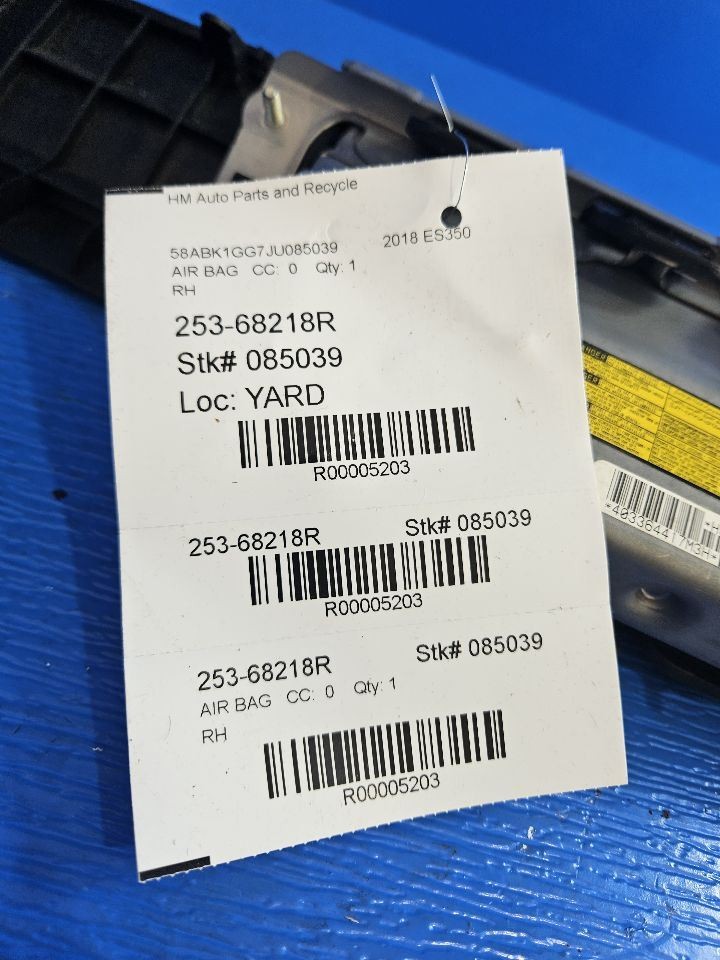 HM Auto Parts and Recycle
58ABK1GG7JU085039 2018 ES350
AIR BAG CC: 0 Qty: 1
RH
253-68218R
Stk# 085039
Loc: YARD
R00005203
253-68218R Stk# 085039
R00005203
253-68218R Stk# 085039
AIR BAG CC: 0 Qty: 1
RH
R00005203
*403364417M3H*